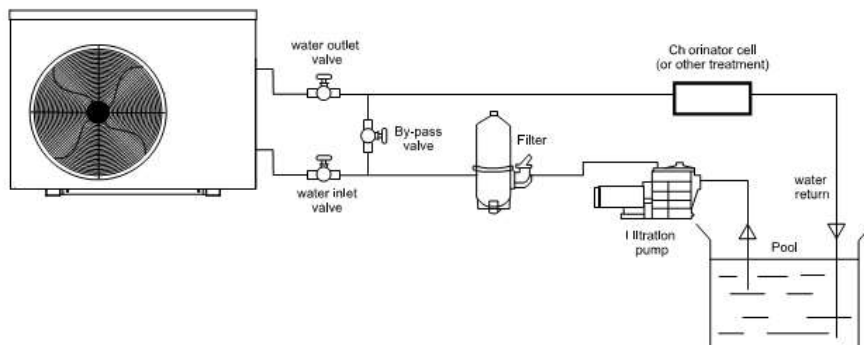 water outlet
valve
Ch orinator cell
(or other treatment)
By-pass
valve
Filter
water inlet
valve
water
return
I iltration
pump
Pool